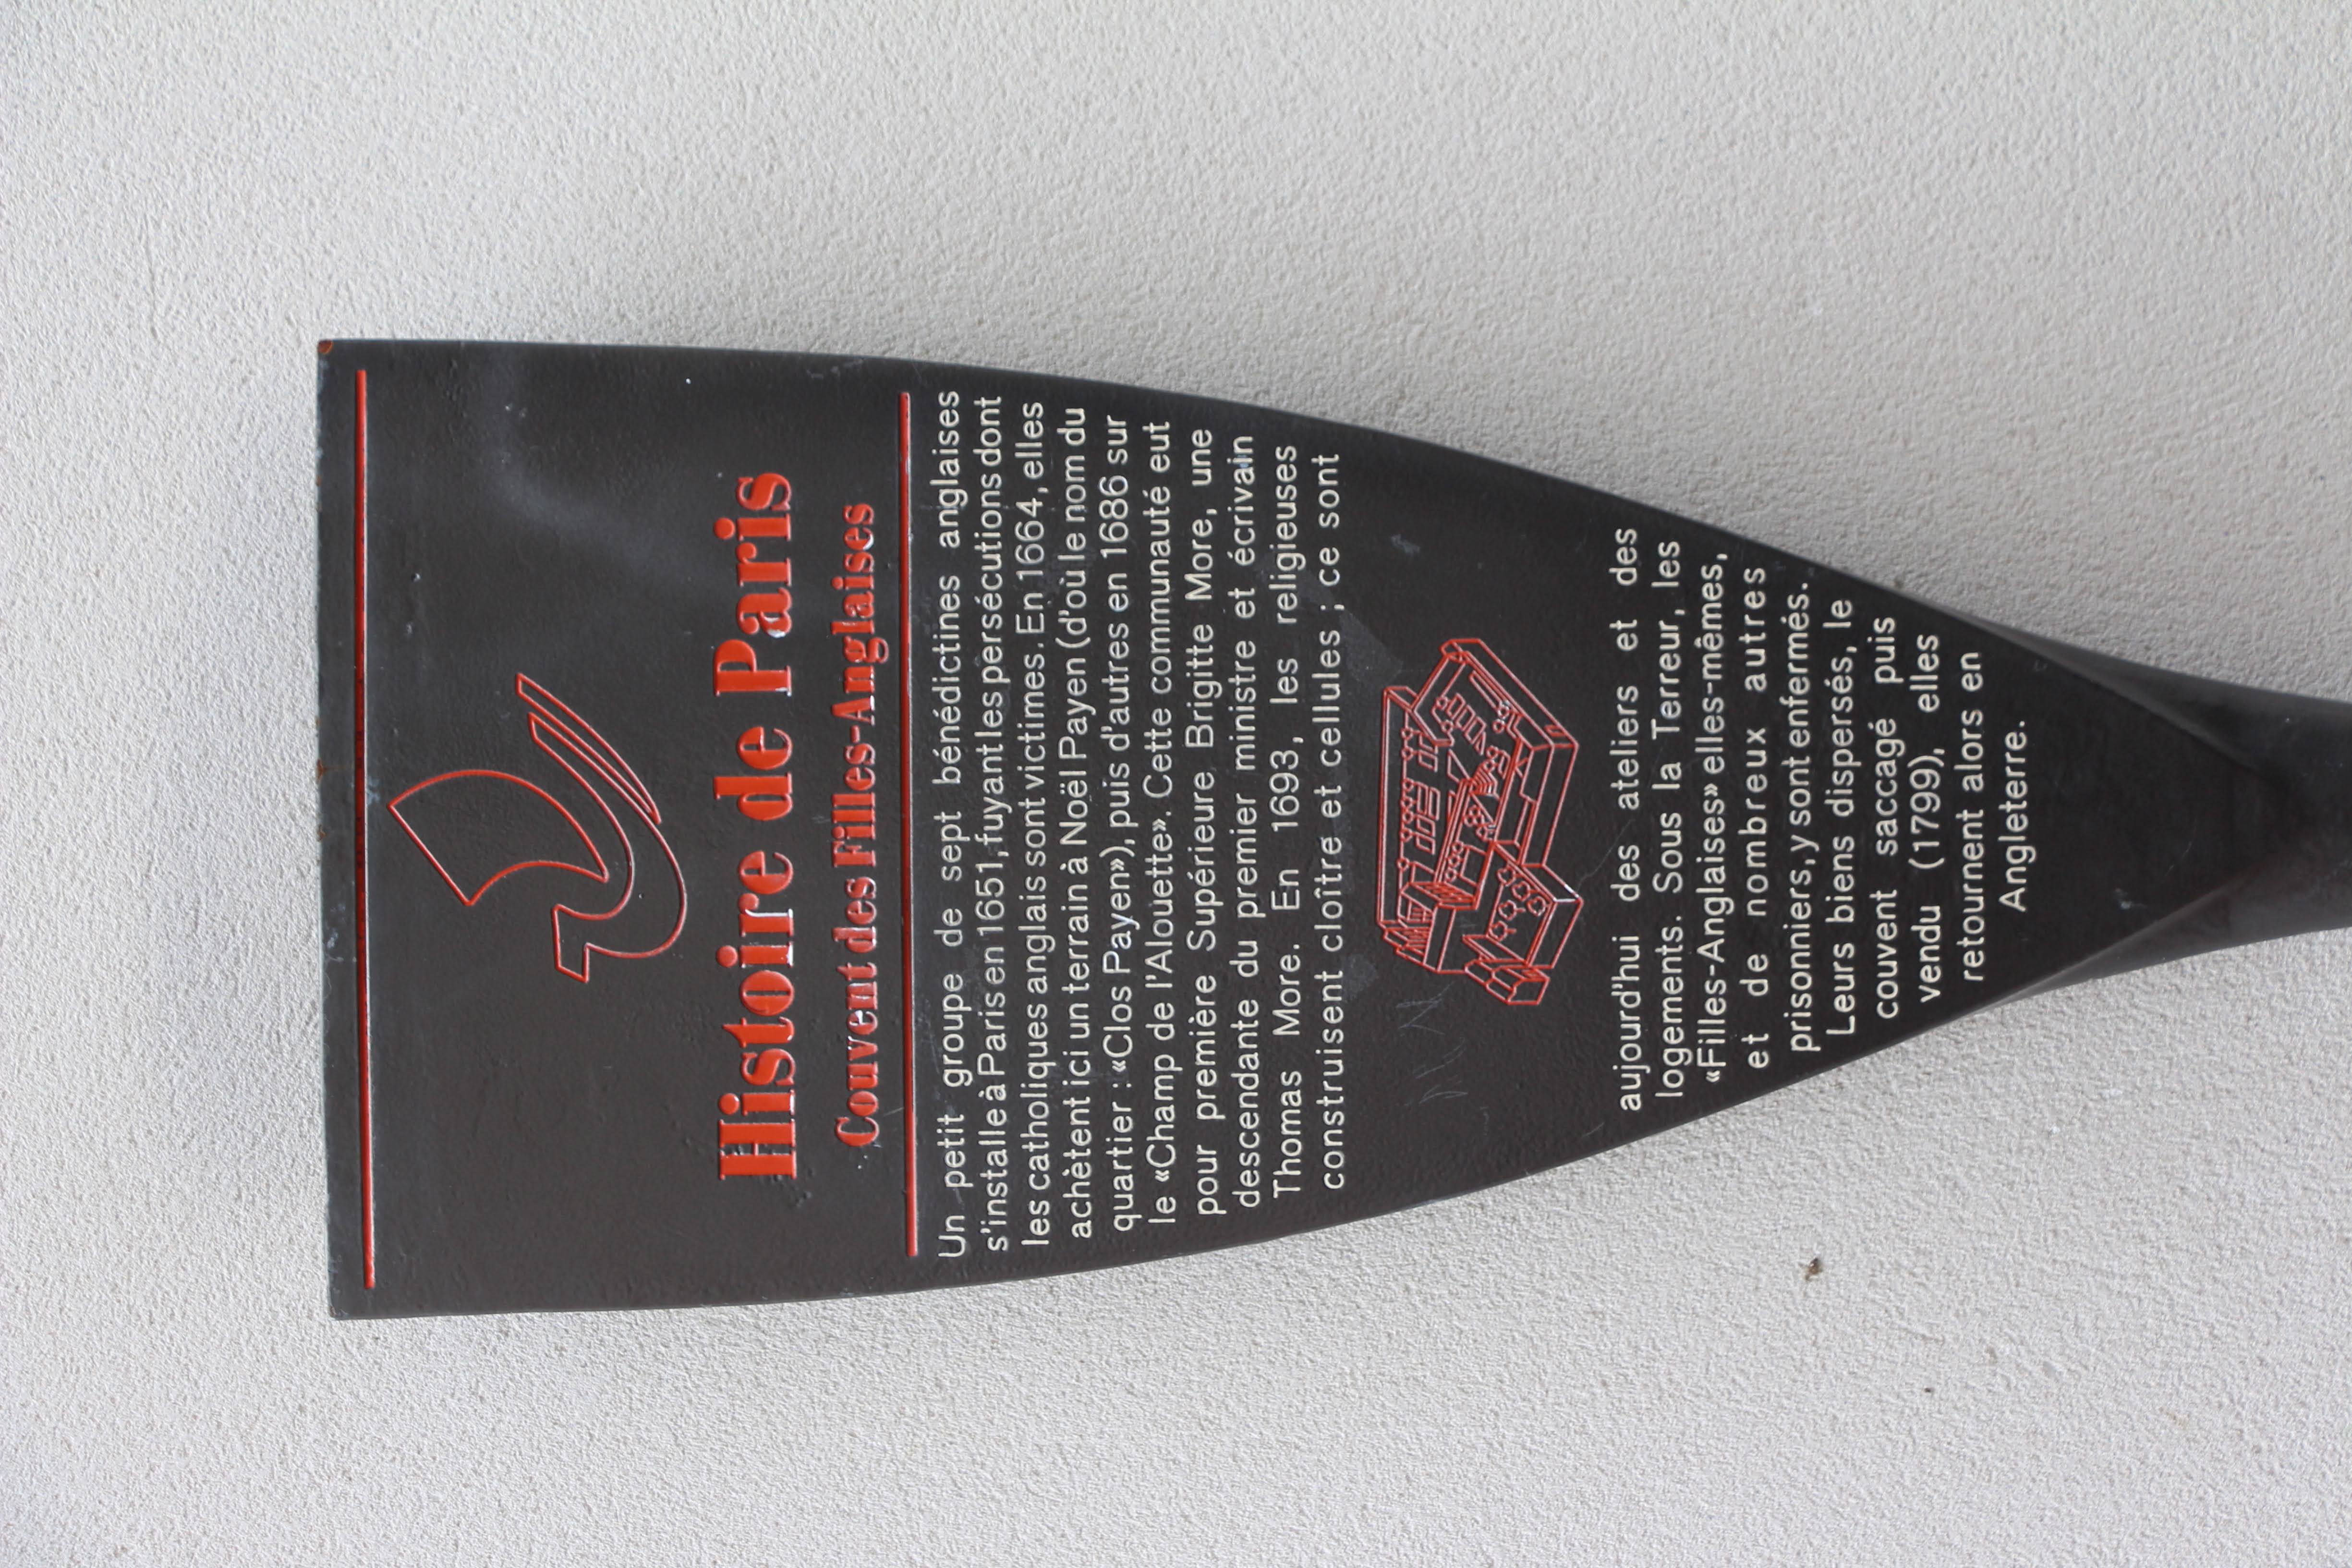 Histoire de Paris
Couvent des Filles-Anglaises
Un petit groupe de sept bénédictines anglaises
s'installe à Paris en 1651, fuyant les persécutions dont
les catholiques anglais sont victimes. En 1664, elles
achètent ici un terrain à Noël Payen (d'où le nom du
quartier : «Clos Payen»), puis d'autres en 1686 sur
le «Champ de l'Alouette». Cette communauté eut
pour première Supérieure Brigitte More, une
descendante du premier ministre et écrivain
Thomas More. En 1693, les religieuses
construisent cloître et cellules ; ce sont
aujourd'hui des ateliers et des
logements. Sous la Terreur, les
«Filles-Anglaises» elles-mêmes,
et de nombreux autres
prisonniers, y sont enfermés.
Leurs biens dispersés, le
couvent saccagé puis
vendu (1799), elles
retournent alors en
Angleterre.